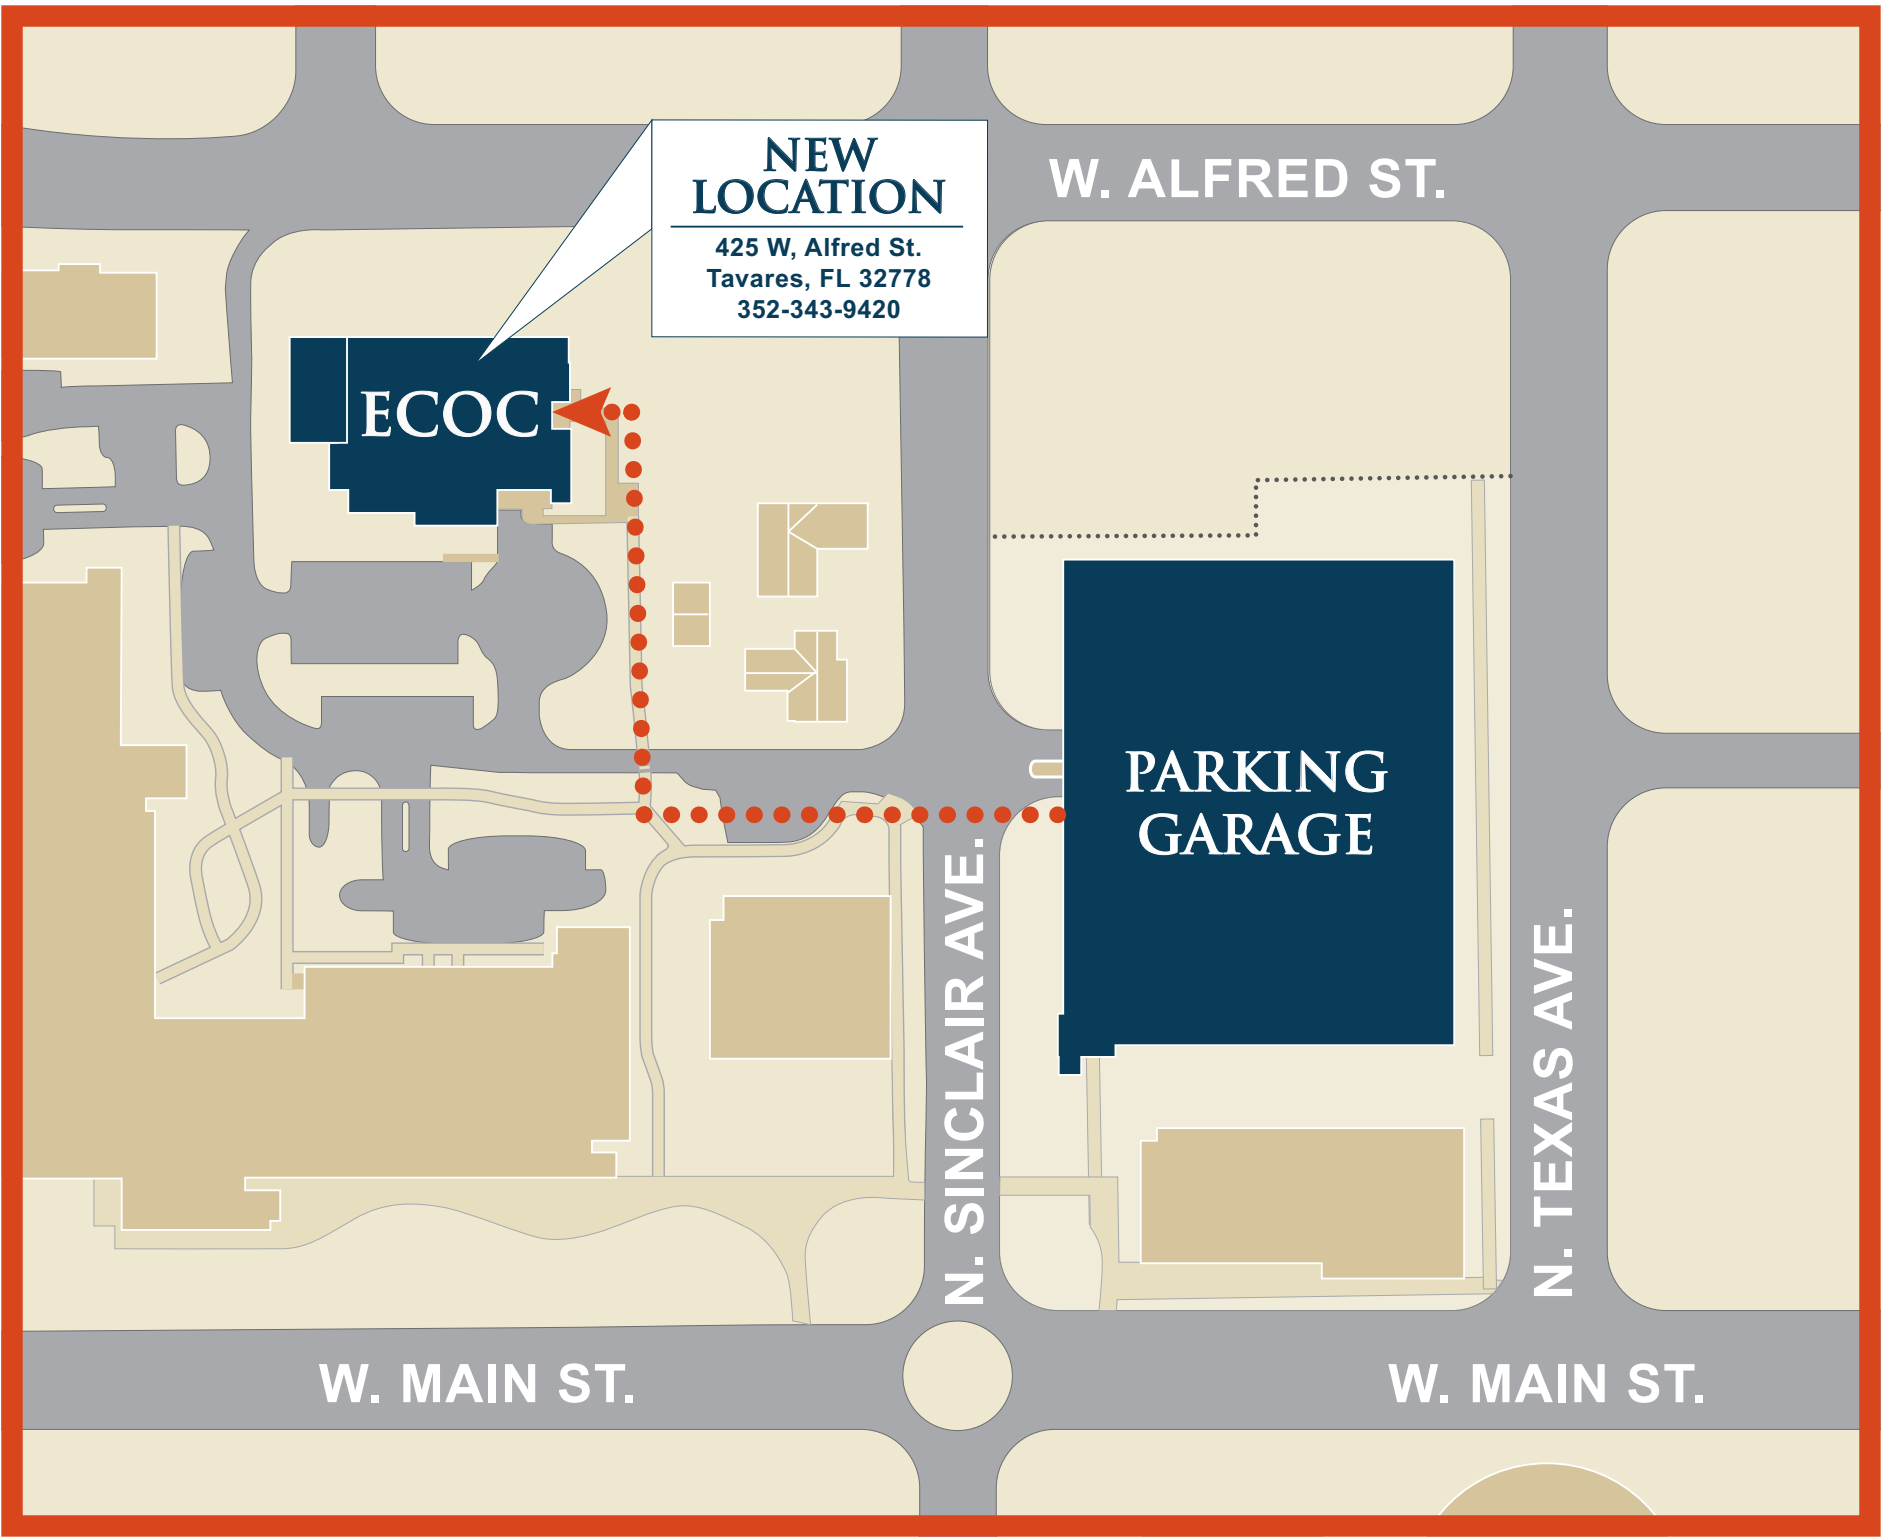 NEW
LOCATION
425 W, Alfred St.
Tavares, FL 32778
352-343-9420
W. ALFRED ST.
ECOC
PARKING
GARAGE
N. SINCLAIR AVE.
N. TEXAS AVE.
W. MAIN ST.
W. MAIN ST.